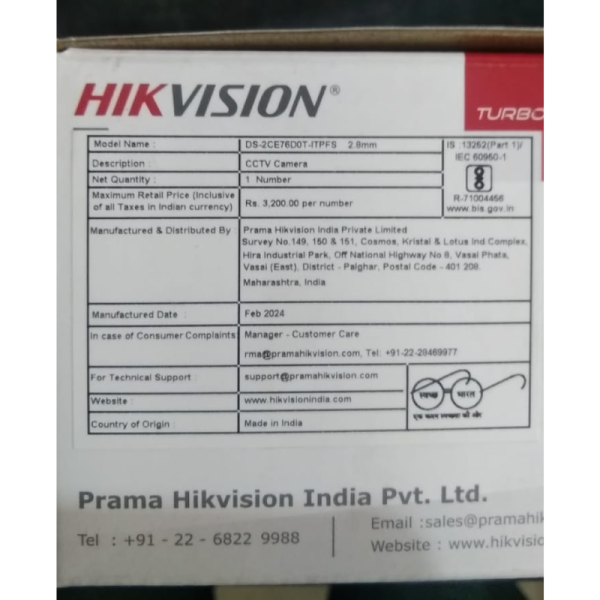 HIKVISION®
TURBO
Model Name : DS-2CE76D0T-ITPFS 2.8mm
IS :13252(Part 1)/
IEC 60950-1
R-71004466
www.bis.gov.in
Description : CCTV Camera
Net Quantity : 1 Number
Maximum Retail Price (Inclusive
of all Taxes in Indian currency)
Rs. 3,200.00 per number
Manufactured & Distributed By : Prama Hikvision India Private Limited
Survey No.149, 150 & 151, Cosmos, Kristal & Lotus Ind.Complex,
Hira Industrial Park, Off National Highway No 8, Vasai Phata,
Vasai (East), District - Palghar, Postal Code - 401 208.
Maharashtra, India
Manufactured Date : Feb 2024
In case of Consumer Complaints: Manager - Customer Care
rma@pramahikvision.com, Tel: +91-22-28469977
For Technical Support : support@pramahikvision.com
Website : www.hikvisionindia.com
स्वच्छ भारत
एक कदम स्वच्छता की ओर
Country of Origin : Made in India
Prama Hikvision India Pvt. Ltd.
Tel : +91 - 22 - 6822 9988
Email :sales@pramahik
Website : www.hikvisio